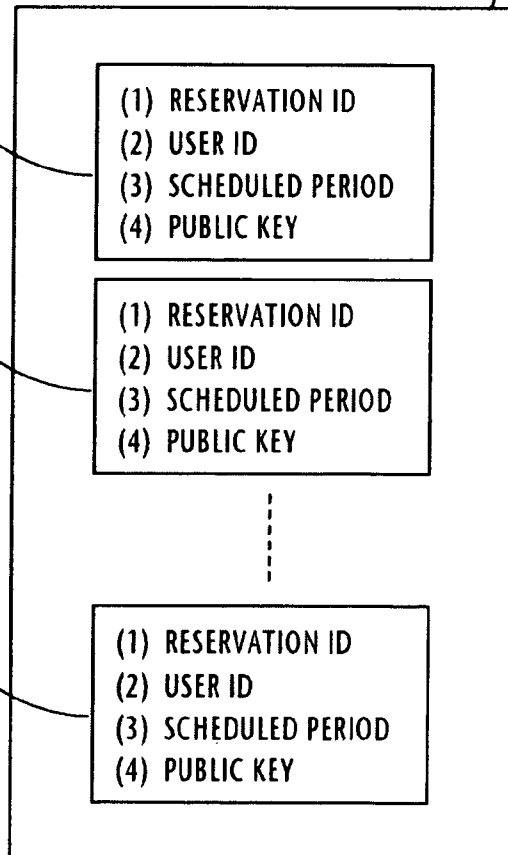 (1) RESERVATION ID
(2) USER ID
(3) SCHEDULED PERIOD
(4) PUBLIC KEY
(1) RESERVATION ID
(2) USER ID
(3) SCHEDULED PERIOD
(4) PUBLIC KEY
(1) RESERVATION ID
(2) USER ID
(3) SCHEDULED PERIOD
(4) PUBLIC KEY